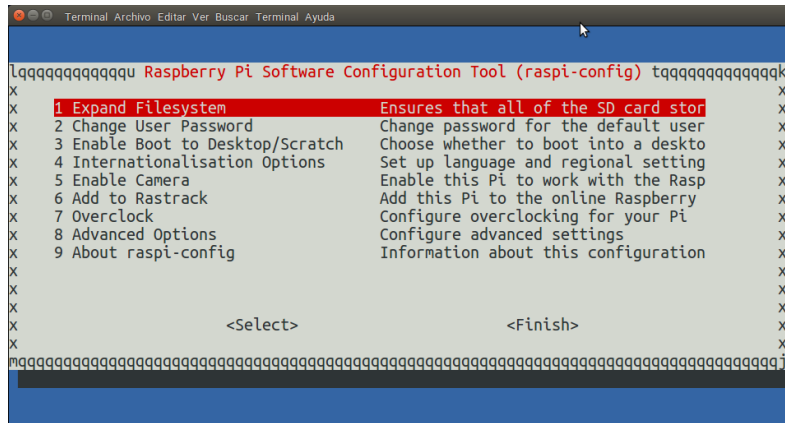 Terminal Archivo Editar Ver Buscar Terminal Ayuda
lqqqqqqqqqqqqu Raspberry Pi Software Configuration Tool (raspi-config) tqqqqqqqqqqqqqk
x x
x 1 Expand Filesystem Ensures that all of the SD card stor x
x 2 Change User Password Change password for the default user x
x 3 Enable Boot to Desktop/Scratch Choose whether to boot into a deskto x
x 4 Internationalisation Options Set up language and regional setting x
x 5 Enable Camera Enable this Pi to work with the Rasp x
x 6 Add to Rastrack Add this Pi to the online Raspberry x
x 7 Overclock Configure overclocking for your Pi x
x 8 Advanced Options Configure advanced settings x
x 9 About raspi-config Information about this configuration x
x x
x x
x x
x <Select> <Finish> x
x x
mqqqqqqqqqqqqqqqqqqqqqqqqqqqqqqqqqqqqqqqqqqqqqqqqqqqqqqqqqqqqqqqqqqqqqqqqqqqqqqqqqqqqj